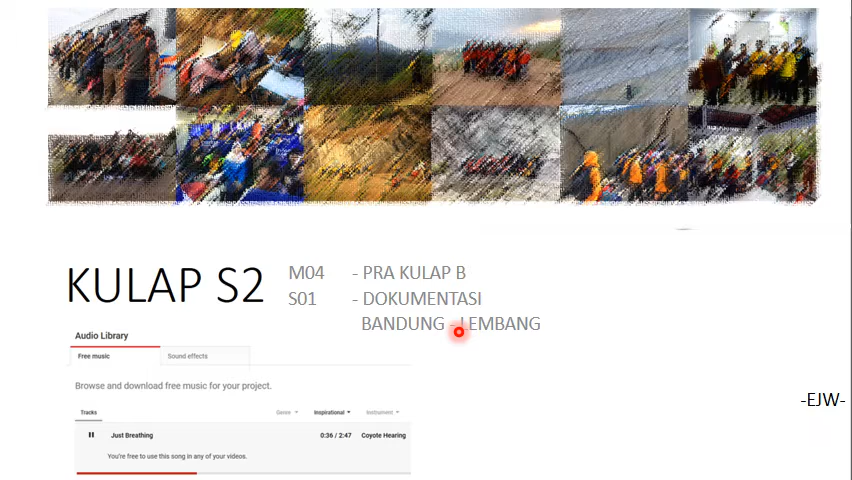 KULAP S2
M04 - PRA KULAP B
S01 - DOKUMENTASI
BANDUNG - LEMBANG
Audio Library
Free music Sound effects
Browse and download free music for your project.
Tracks Genre Inspirational Instrument
Just Breathing 0:36 / 2:47 Coyote Hearing
You're free to use this song in any of your videos.
-EJW-